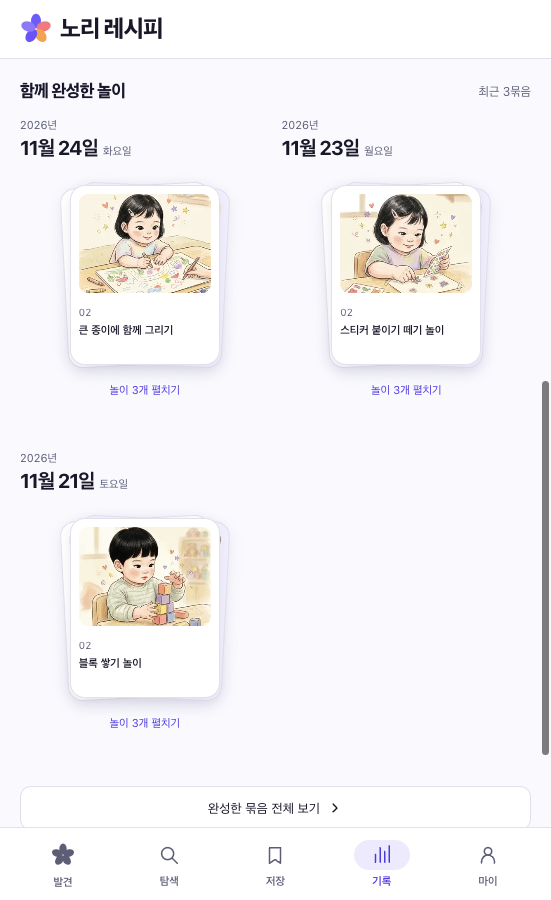 노리 레시피
함께 완성한 놀이
최근 3묶음
2026년
11월 24일 화요일
02
큰 종이에 함께 그리기
놀이 3개 펼치기
2026년
11월 23일 월요일
02
스티커 붙이기 떼기 놀이
놀이 3개 펼치기
2026년
11월 21일 토요일
02
블록 쌓기 놀이
놀이 3개 펼치기
완성한 묶음 전체 보기
발견
탐색
저장
기록
마이